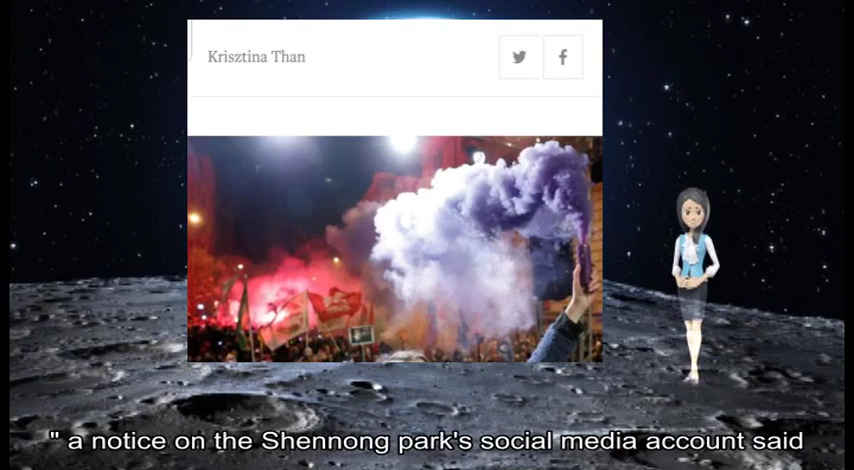 Krisztina Than
" a notice on the Shennong park's social media account said